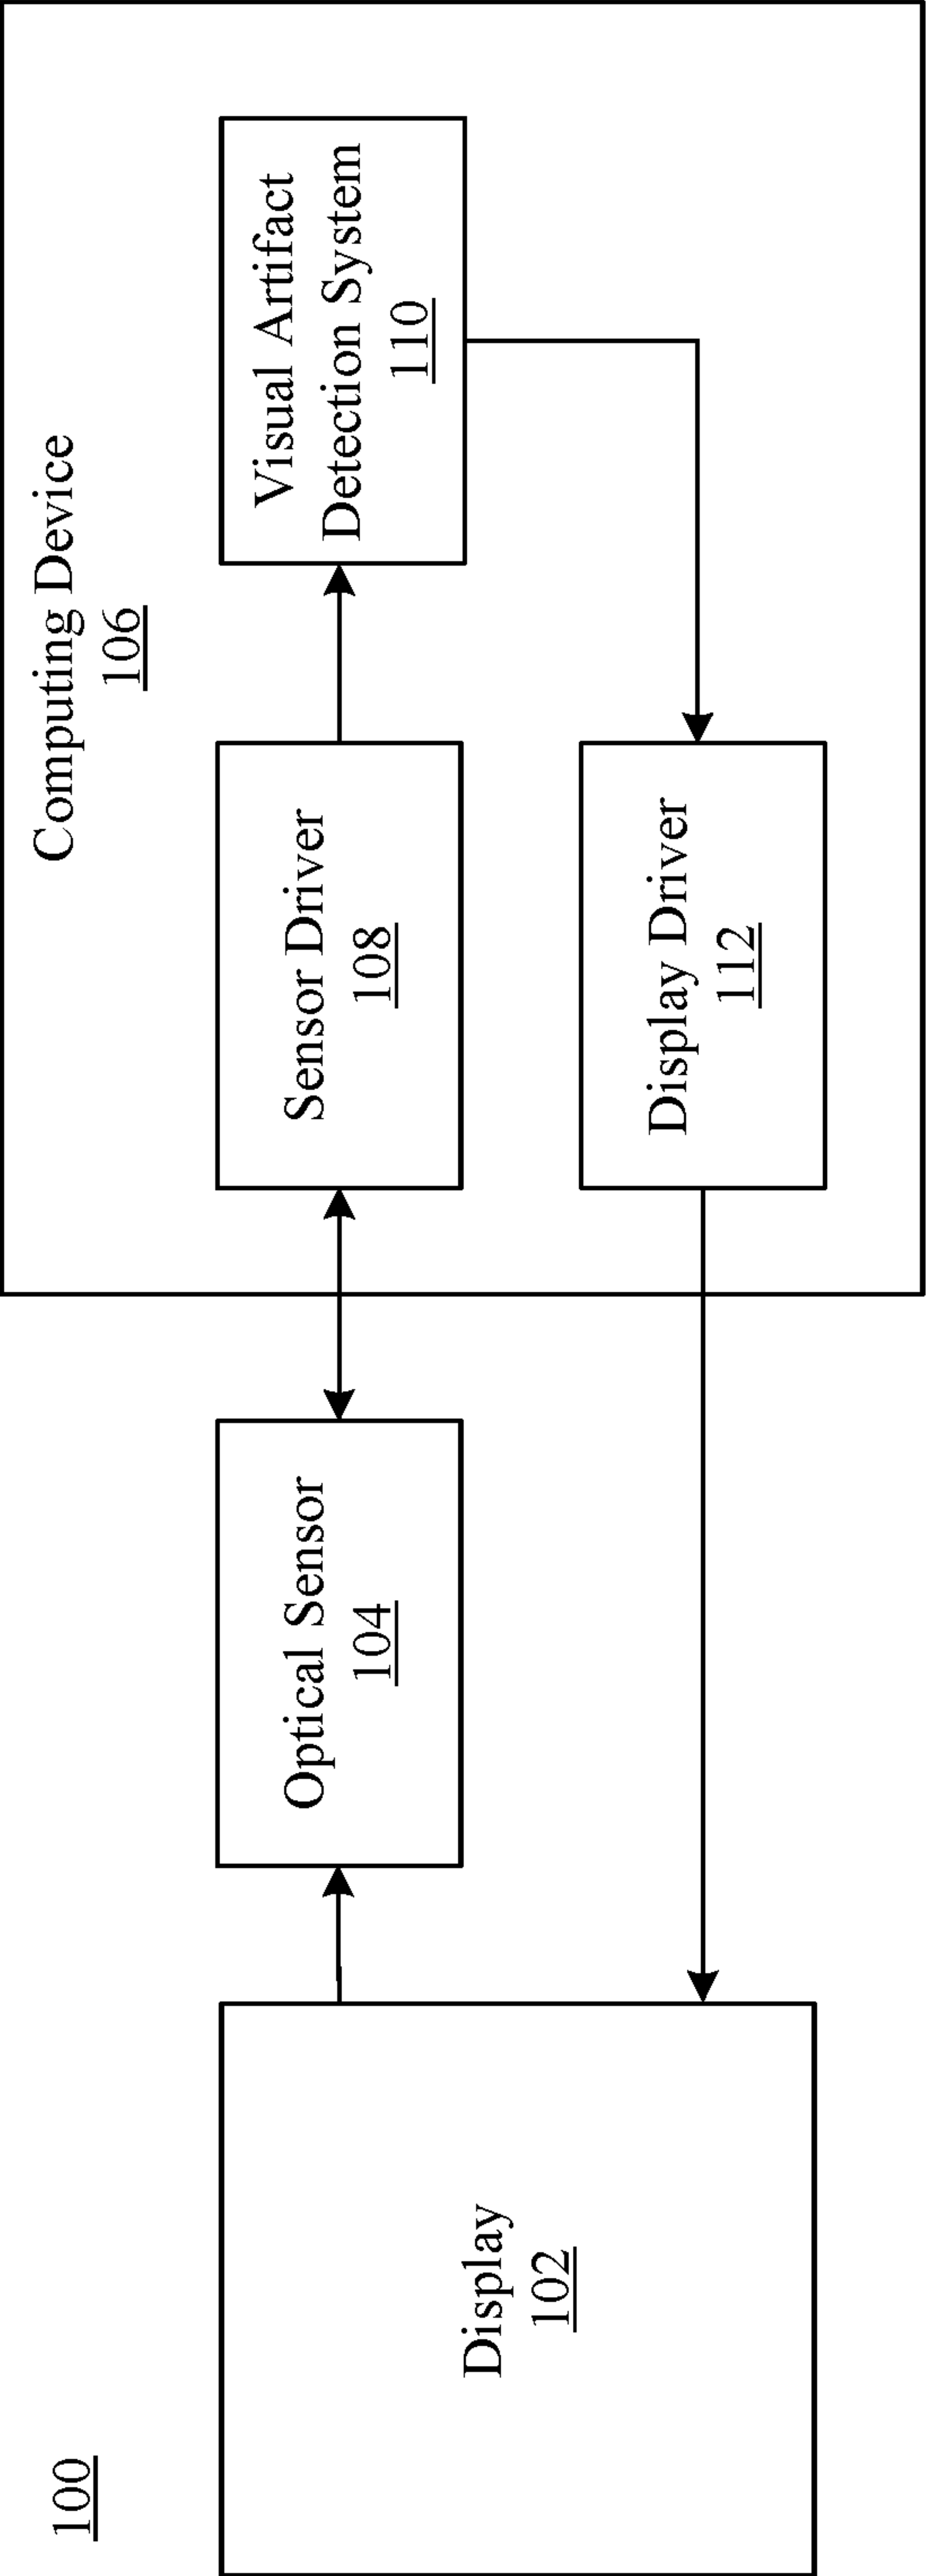 100
Computing Device
106
Display
102
Optical Sensor
104
Sensor Driver
108
Visual Artifact
Detection System
110
Display Driver
112